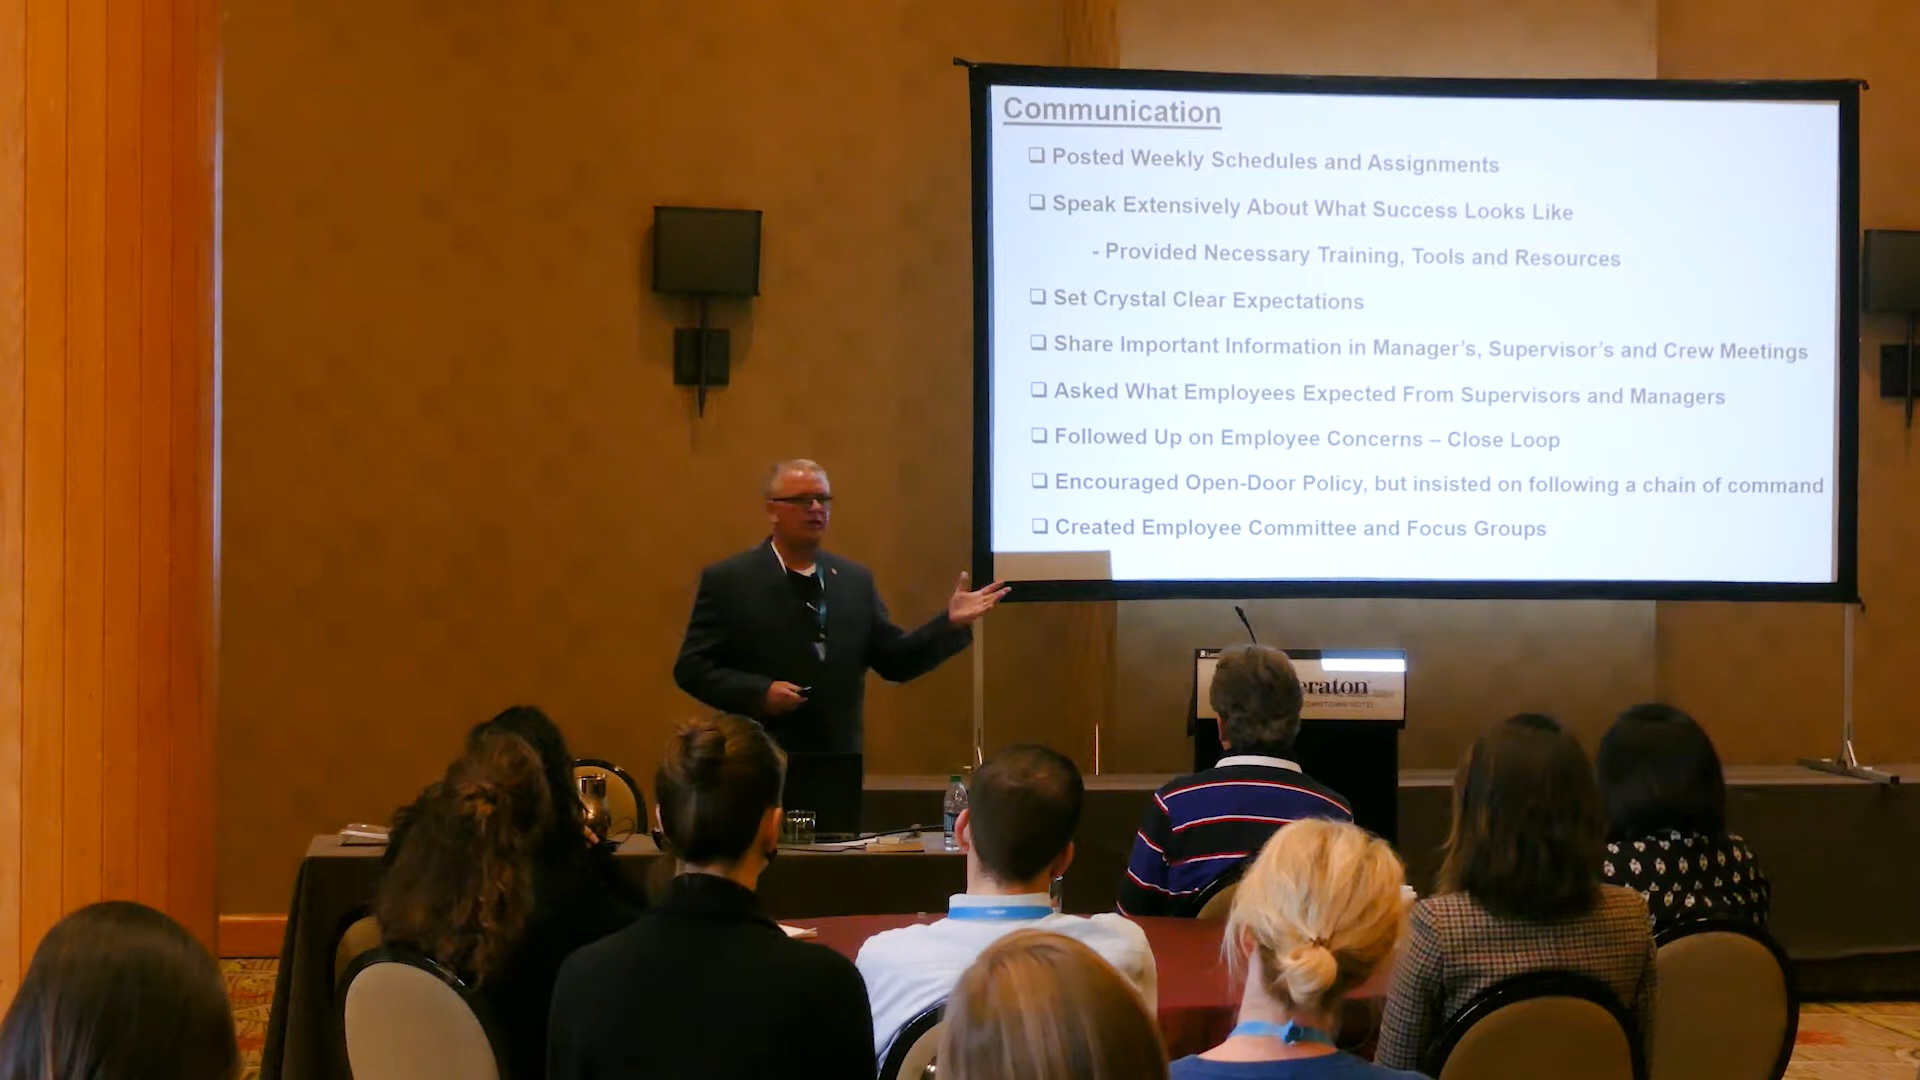 Communication
❑ Posted Weekly Schedules and Assignments
❑ Speak Extensively About What Success Looks Like
- Provided Necessary Training, Tools and Resources
❑ Set Crystal Clear Expectations
❑ Share Important Information in Manager's, Supervisor's and Crew Meetings
❑ Asked What Employees Expected From Supervisors and Managers
❑ Followed Up on Employee Concerns – Close Loop
❑ Encouraged Open-Door Policy, but insisted on following a chain of command
❑ Created Employee Committee and Focus Groups
eraton
DOWNTOWN HOTEL